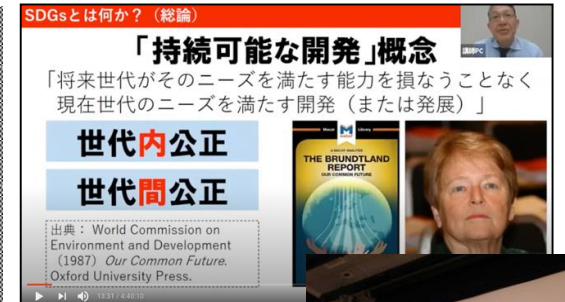 SDGsとは何か？（総論）
講師PC
「持続可能な開発」概念
「将来世代がそのニーズを満たす能力を損なうことなく
現在世代のニーズを満たす開発（または発展）」
世代内公正
世代間公正
出典： World Commission on
Environment and Development
（1987）Our Common Future.
Oxford University Press.
Macat Library
THE BRUNDTLAND
REPORT
OUR COMMON FUTURE
13:31 / 4:40:13